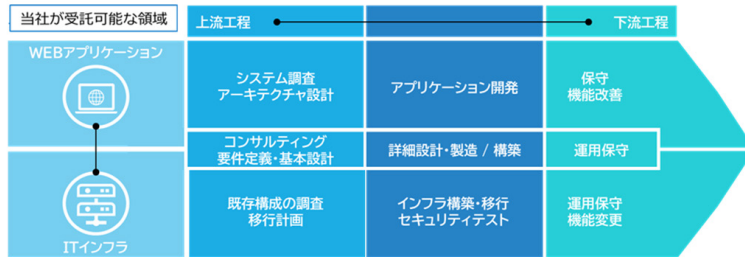 当社が受託可能な領域
上流工程
下流工程
WEBアプリケーション
システム調査
アーキテクチャ設計
アプリケーション開発
保守
機能改善
コンサルティング
要件定義・基本設計
詳細設計・製造 / 構築
運用保守
既存構成の調査
移行計画
インフラ構築・移行
セキュリティテスト
運用保守
機能変更
ITインフラ